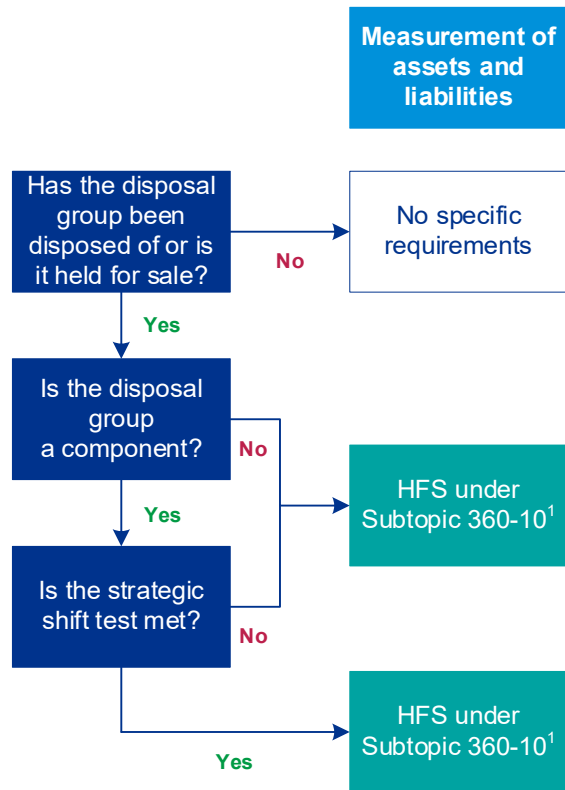 Measurement of
assets and
liabilities
Has the disposal
group been
disposed of or is
it held for sale?
No
No specific
requirements
Yes
Is the disposal
group
a component?
No
Yes
HFS under
Subtopic 360-10¹
Is the strategic
shift test met?
No
Yes
HFS under
Subtopic 360-10¹